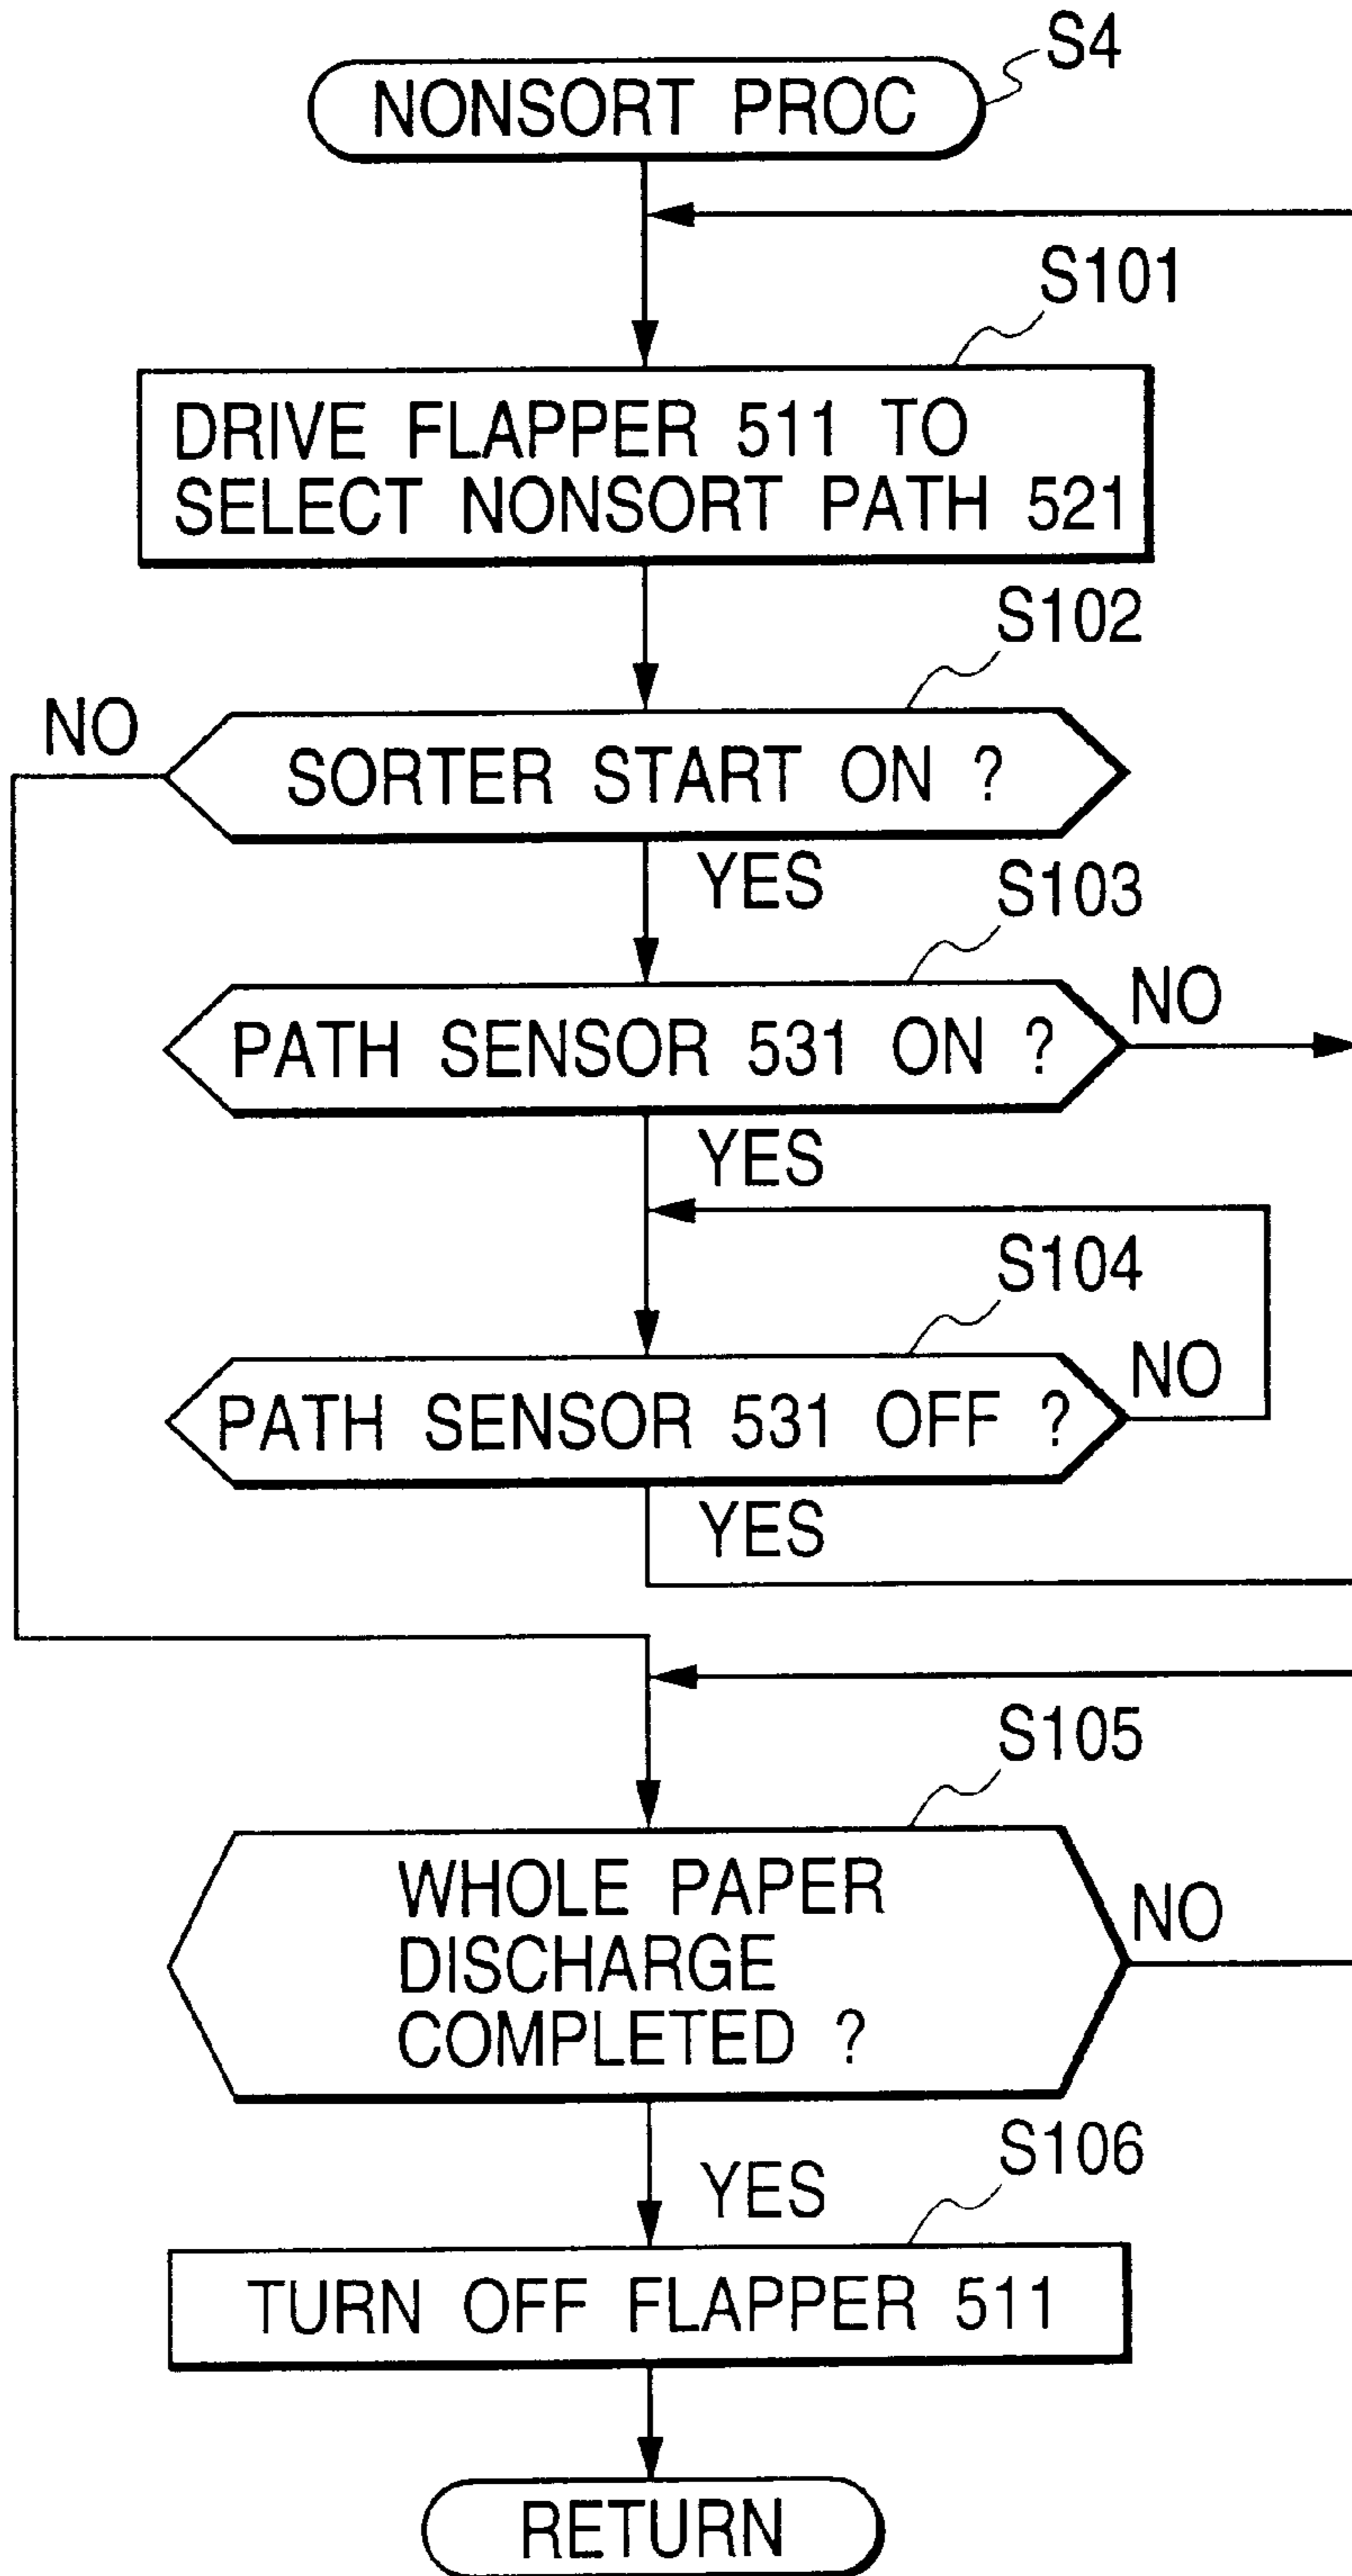 S4
NONSORT PROC
S101
DRIVE FLAPPER 511 TO
SELECT NONSORT PATH 521
S102
NO
SORTER START ON ?
YES
S103
NO
PATH SENSOR 531 ON ?
YES
S104
NO
PATH SENSOR 531 OFF ?
YES
S105
WHOLE PAPER
DISCHARGE
COMPLETED ?
NO
S106
YES
TURN OFF FLAPPER 511
RETURN